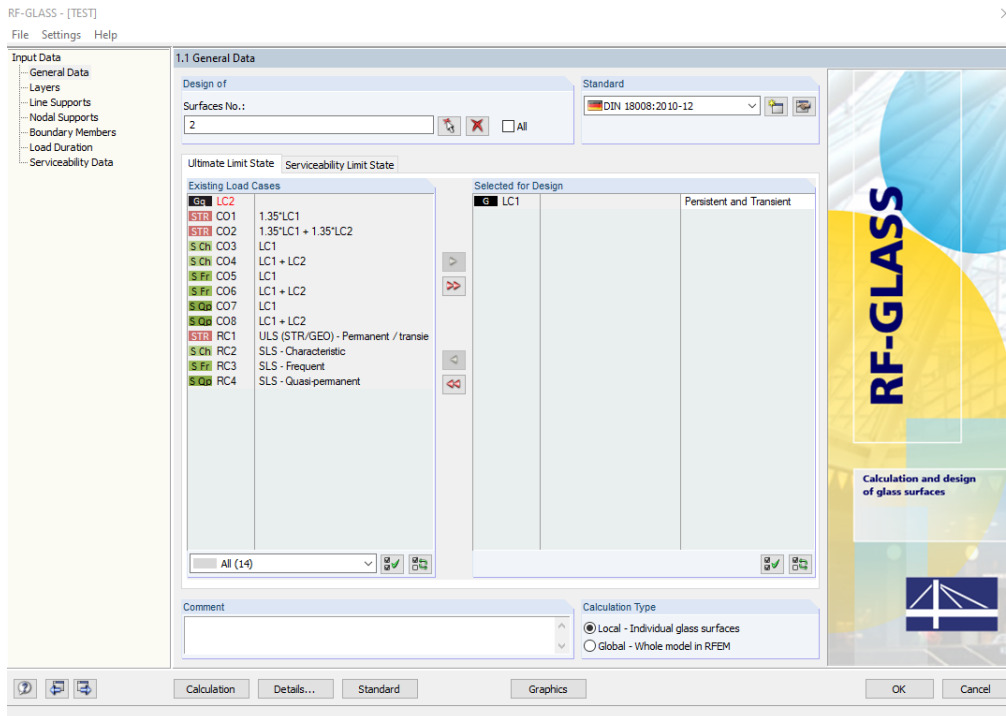 RF-GLASS - [TEST]
File Settings Help
Input Data
General Data
Layers
Line Supports
Nodal Supports
Boundary Members
Load Duration
Serviceability Data
1.1 General Data
Design of
Surfaces No.:
2
All
Standard
DIN 18008:2010-12
Ultimate Limit State Serviceability Limit State
Existing Load Cases
Gq LC2
STR CO1 1.35*LC1
STR CO2 1.35*LC1 + 1.35*LC2
S Ch CO3 LC1
S Ch CO4 LC1 + LC2
S Fr CO5 LC1
S Fr CO6 LC1 + LC2
S Qp CO7 LC1
S Qp CO8 LC1 + LC2
STR RC1 ULS (STR/GEO) - Permanent / transie
S Ch RC2 SLS - Characteristic
S Fr RC3 SLS - Frequent
S Qp RC4 SLS - Quasi-permanent
All (14)
Selected for Design
G LC1 Persistent and Transient
Comment
Calculation Type
Local - Individual glass surfaces
Global - Whole model in RFEM
RF-GLASS
Calculation and design
of glass surfaces
Calculation Details... Standard Graphics OK Cancel